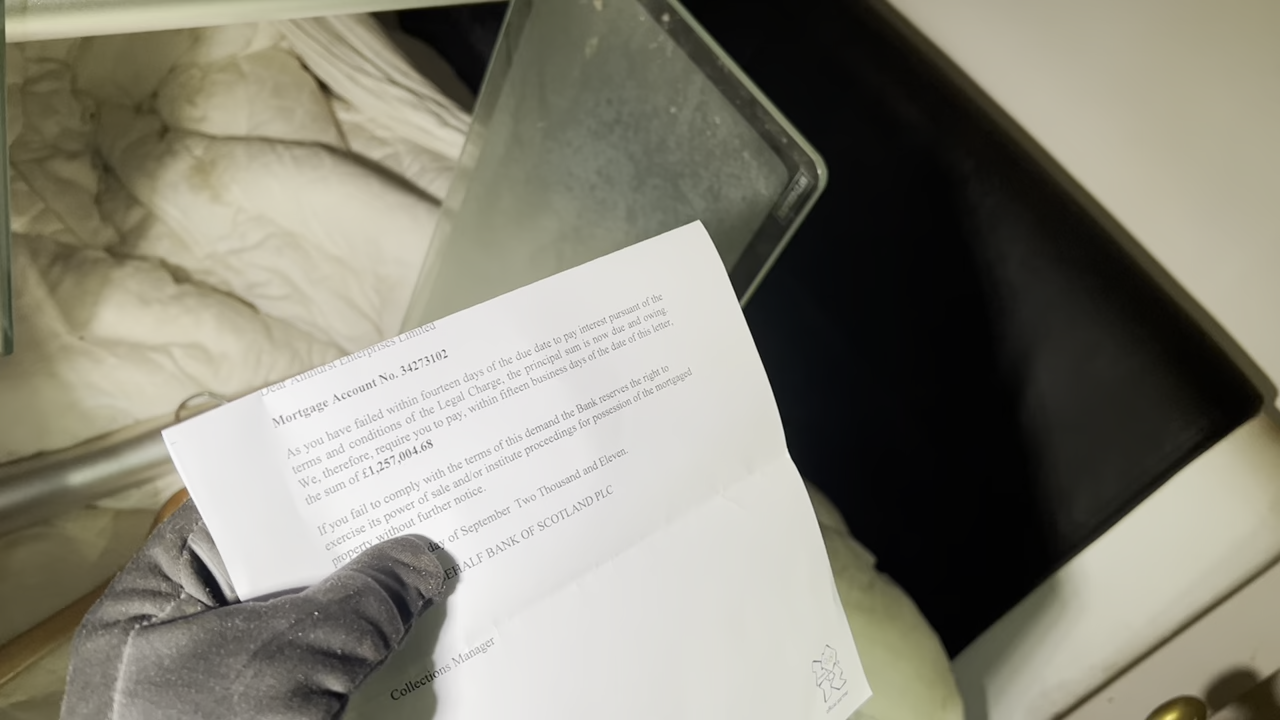 Dear Amhurst Enterprises Limited
Mortgage Account No. 34273102
As you have failed within fourteen days of the due date to pay interest pursuant of the
terms and conditions of the Legal Charge, the principal sum is now due and owing.
We, therefore, require you to pay, within fifteen business days of the date of this letter,
the sum of £1,257,004.68
If you fail to comply with the terms of this demand the Bank reserves the right to
exercise its power of sale and/or institute proceedings for possession of the mortgaged
property without further notice.
day of September Two Thousand and Eleven.
EHALF BANK OF SCOTLAND PLC
Collections Manager